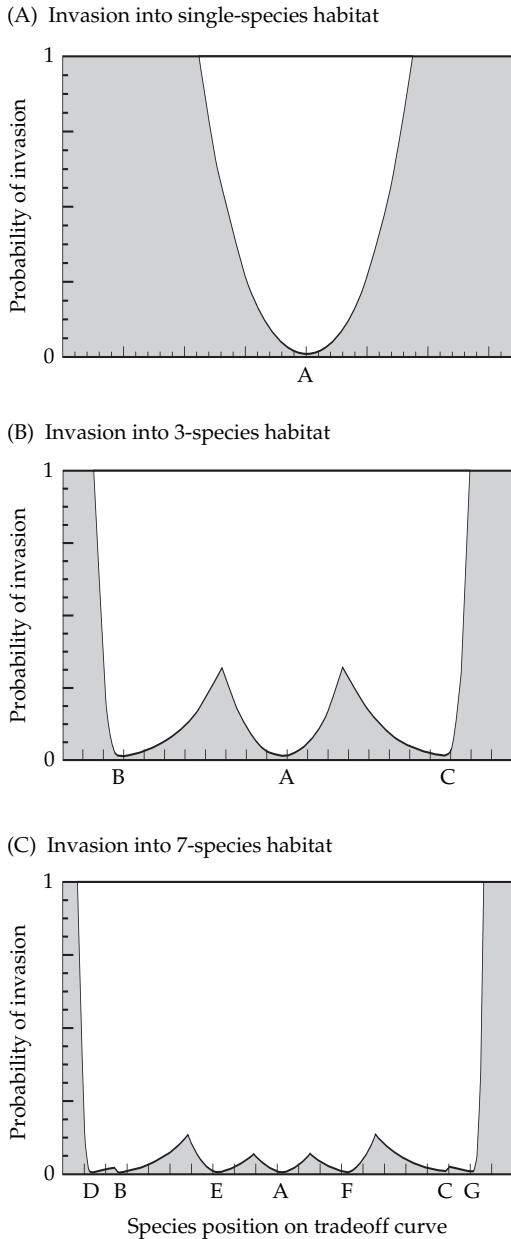 (A) Invasion into single-species habitat
1
Probability of invasion
0
A
(B) Invasion into 3-species habitat
1
Probability of invasion
0
B A C
(C) Invasion into 7-species habitat
1
Probability of invasion
0
D B E A F C G
Species position on tradeoff curve